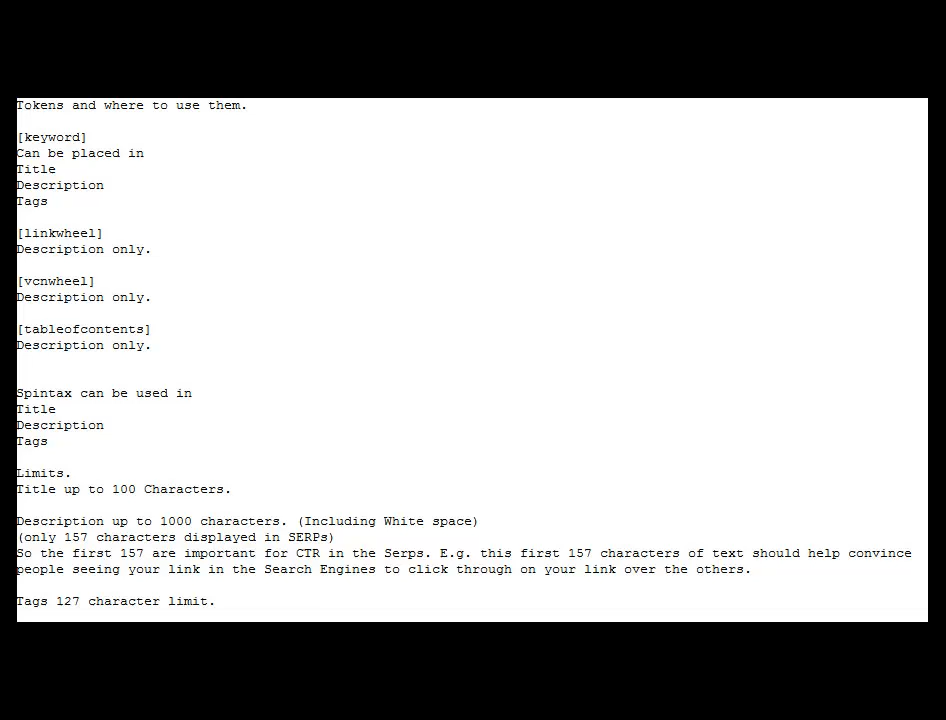 Tokens and where to use them.
[keyword]
Can be placed in
Title
Description
Tags
[linkwheel]
Description only.
[vcnwheel]
Description only.
[tableofcontents]
Description only.
Spintax can be used in
Title
Description
Tags
Limits.
Title up to 100 Characters.
Description up to 1000 characters. (Including White space)
(only 157 characters displayed in SERPs)
So the first 157 are important for CTR in the Serps. E.g. this first 157 characters of text should help convince
people seeing your link in the Search Engines to click through on your link over the others.
Tags 127 character limit.